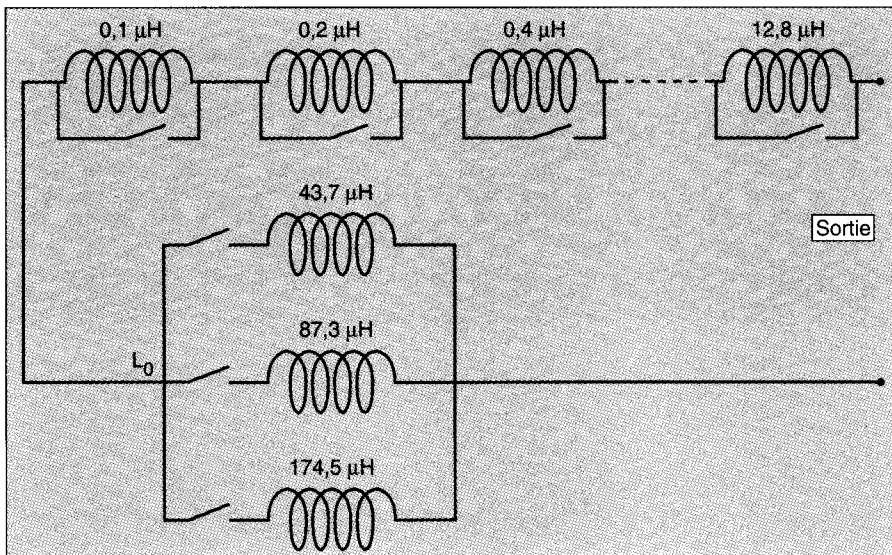 0,1 µH 0,2 µH 0,4 µH 12,8 µH
43,7 µH
Sortie
87,3 µH
L₀
174,5 µH